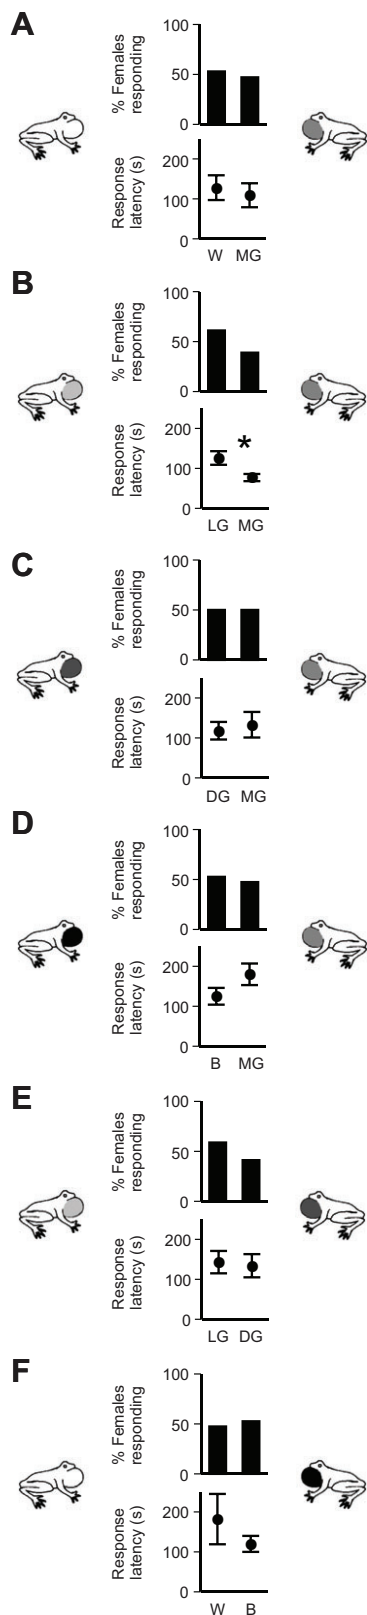 A
% Females
responding
100
50
0
Response
latency (s)
200
100
0
W MG
B
% Females
responding
100
50
0
Response
latency (s)
200
100
0
*
LG MG
C
% Females
responding
100
50
0
Response
latency (s)
200
100
0
DG MG
D
% Females
responding
100
50
0
Response
latency (s)
200
100
0
B MG
E
% Females
responding
100
50
0
Response
latency (s)
200
100
0
LG DG
F
% Females
responding
100
50
0
Response
latency (s)
200
100
0
W B